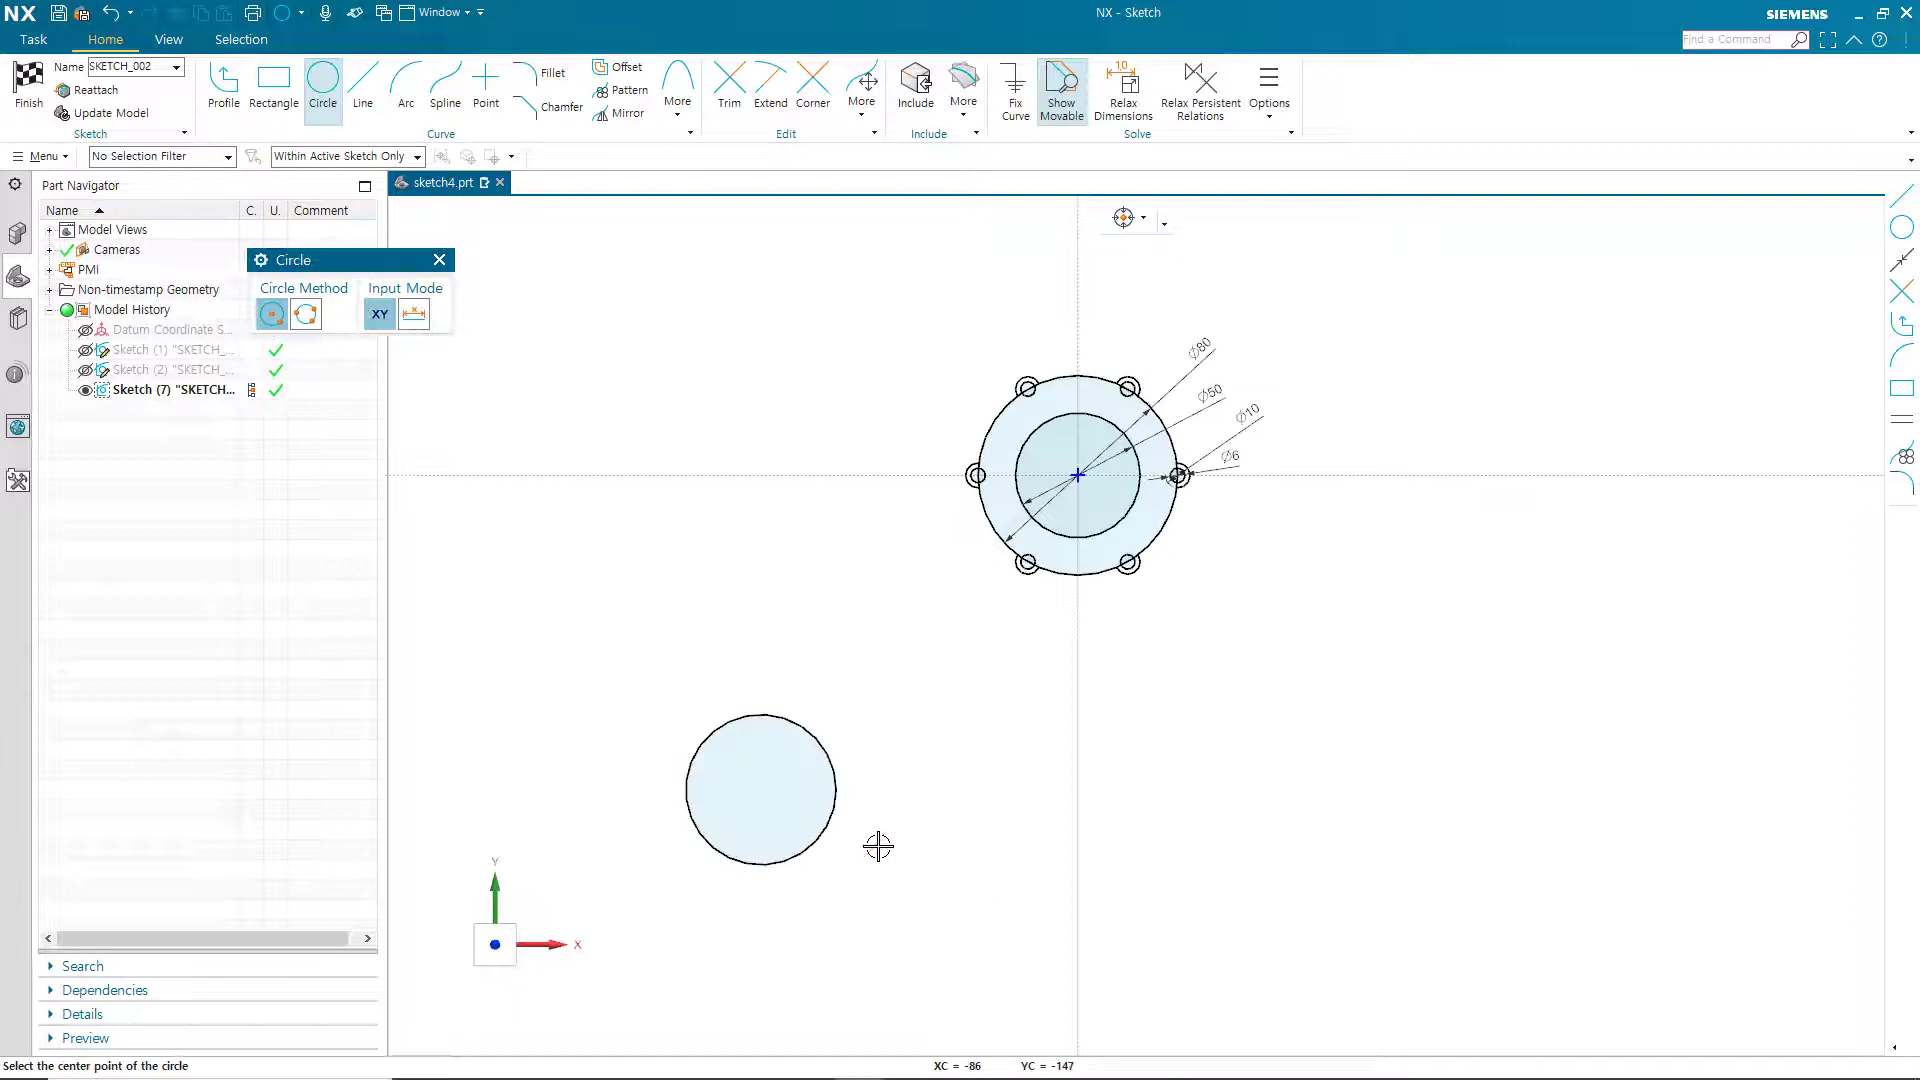 NX
Window
NX - Sketch
SIEMENS
Task
Home
View
Selection
Find a Command
Finish
Name
SKETCH_002
Reattach
Update Model
Sketch
Profile
Rectangle
Circle
Line
Arc
Spline
Point
Fillet
Chamfer
Offset
Pattern
Mirror
More
Curve
Trim
Extend
Corner
More
Edit
Include
More
Include
Fix
Curve
Show
Movable
Relax
Dimensions
Relax Persistent
Relations
Options
Solve
Menu
No Selection Filter
Within Active Sketch Only
Part Navigator
sketch4.prt
Name
C.
U.
Comment
Model Views
Cameras
PMI
Non-timestamp Geometry
Model History
Datum Coordinate S...
Sketch (1) "SKETCH_...
Sketch (2) "SKETCH_...
Sketch (7) "SKETCH...
Circle
Circle Method
Input Mode
XY
Ø80
Ø50
Ø10
Ø6
Y
X
Search
Dependencies
Details
Preview
Select the center point of the circle
XC = -86
YC = -147